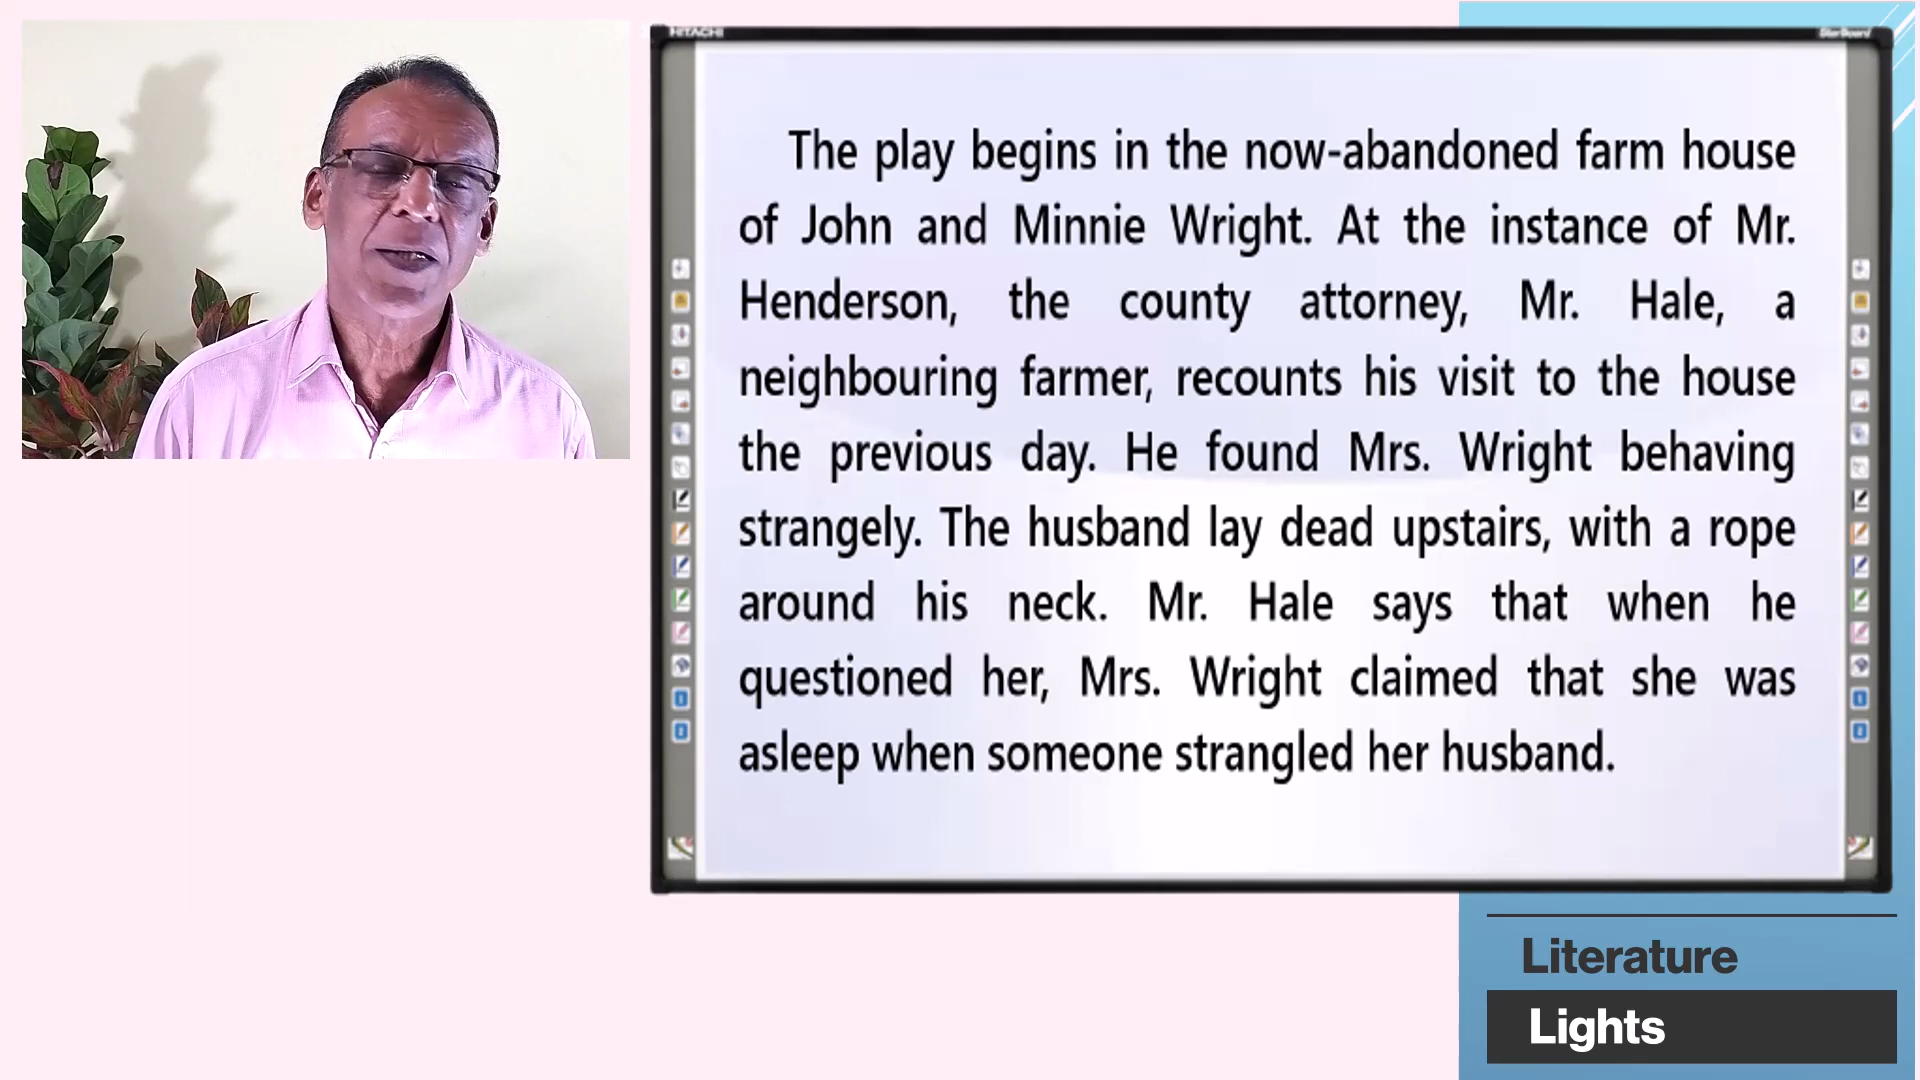 HITACHI
StarBoard
The play begins in the now-abandoned farm house
of John and Minnie Wright. At the instance of Mr.
Henderson, the county attorney, Mr. Hale, a
neighbouring farmer, recounts his visit to the house
the previous day. He found Mrs. Wright behaving
strangely. The husband lay dead upstairs, with a rope
around his neck. Mr. Hale says that when he
questioned her, Mrs. Wright claimed that she was
asleep when someone strangled her husband.
Literature
Lights